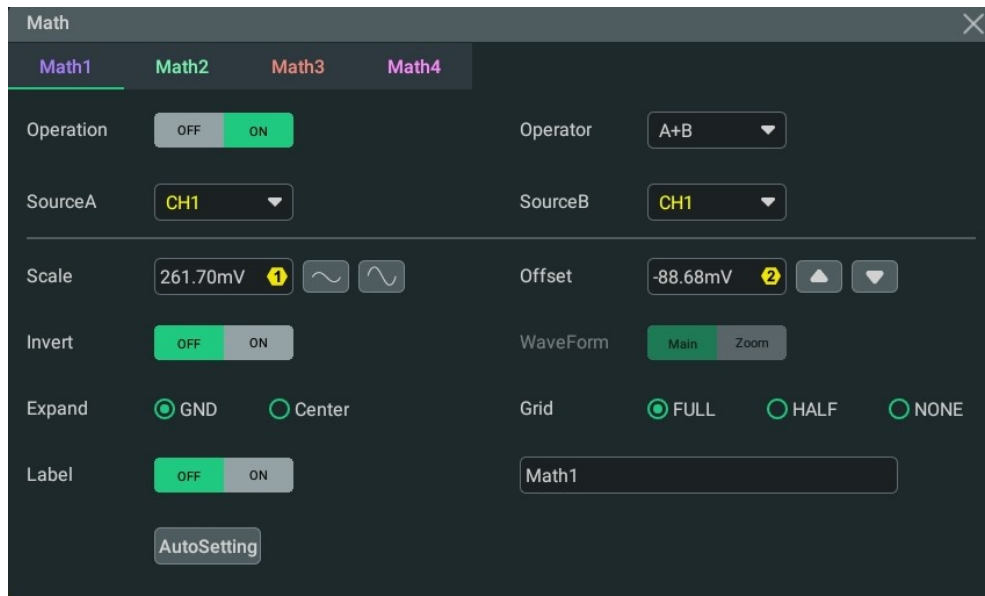 Math
Math1 Math2 Math3 Math4
Operation OFF ON Operator A+B
SourceA CH1 SourceB CH1
Scale 261.70mV 1 Offset -88.68mV 2
Invert OFF ON WaveForm Main Zoom
Expand GND Center Grid FULL HALF NONE
Label OFF ON Math1
AutoSetting